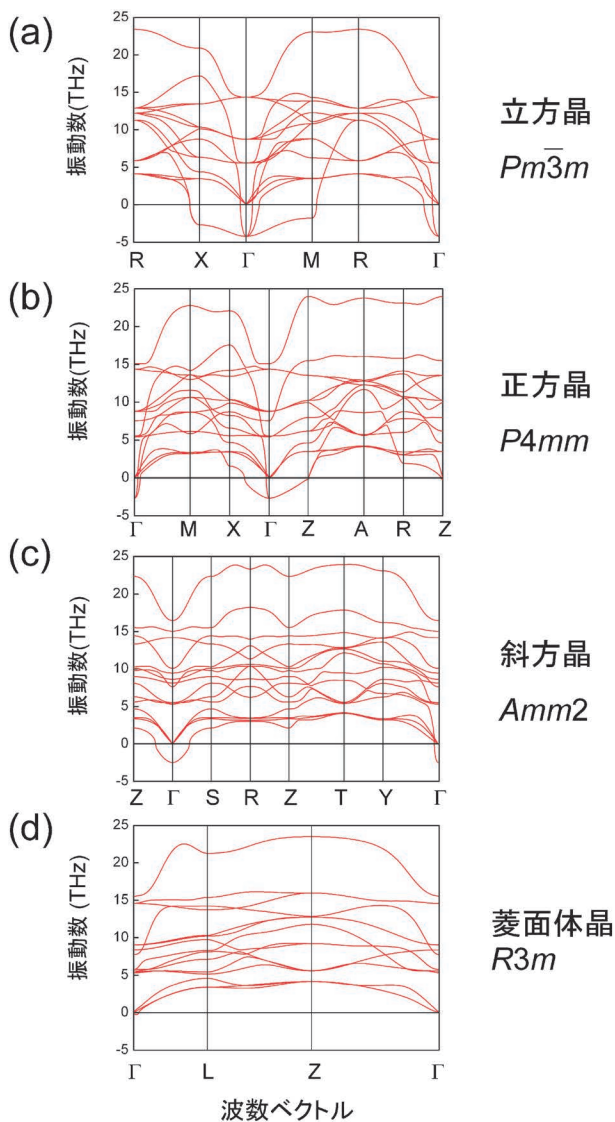 (a)
振動数(THz)
25
20
15
10
5
0
-5
R X Γ M R Γ
立方晶
Pm3̅m
(b)
振動数(THz)
25
20
15
10
5
0
-5
Γ M X Γ Z A R Z
正方晶
P4mm
(c)
振動数(THz)
25
20
15
10
5
0
-5
Z Γ S R Z T Y Γ
斜方晶
Amm2
(d)
振動数 (THz)
25
20
15
10
5
0
-5
Γ L Z Γ
菱面体晶
R3m
波数ベクトル